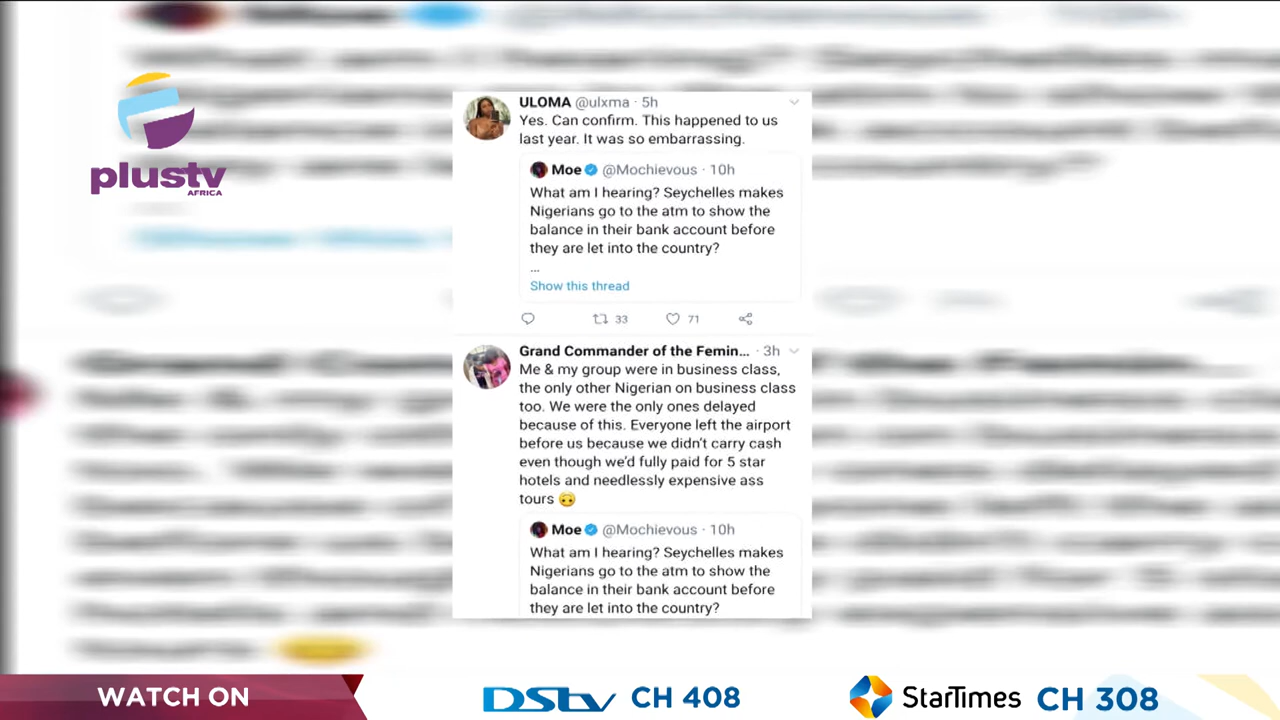 plustv
AFRICA
ULOMA @ulxma · 5h
Yes. Can confirm. This happened to us
last year. It was so embarrassing.
Moe @Mochievous · 10h
What am I hearing? Seychelles makes
Nigerians go to the atm to show the
balance in their bank account before
they are let into the country?
...
Show this thread
33 71
Grand Commander of the Femin... · 3h
Me & my group were in business class,
the only other Nigerian on business class
too. We were the only ones delayed
because of this. Everyone left the airport
before us because we didn't carry cash
even though we'd fully paid for 5 star
hotels and needlessly expensive ass
tours
Moe @Mochievous · 10h
What am I hearing? Seychelles makes
Nigerians go to the atm to show the
balance in their bank account before
they are let into the country?
WATCH ON DStv CH 408 StarTimes CH 308